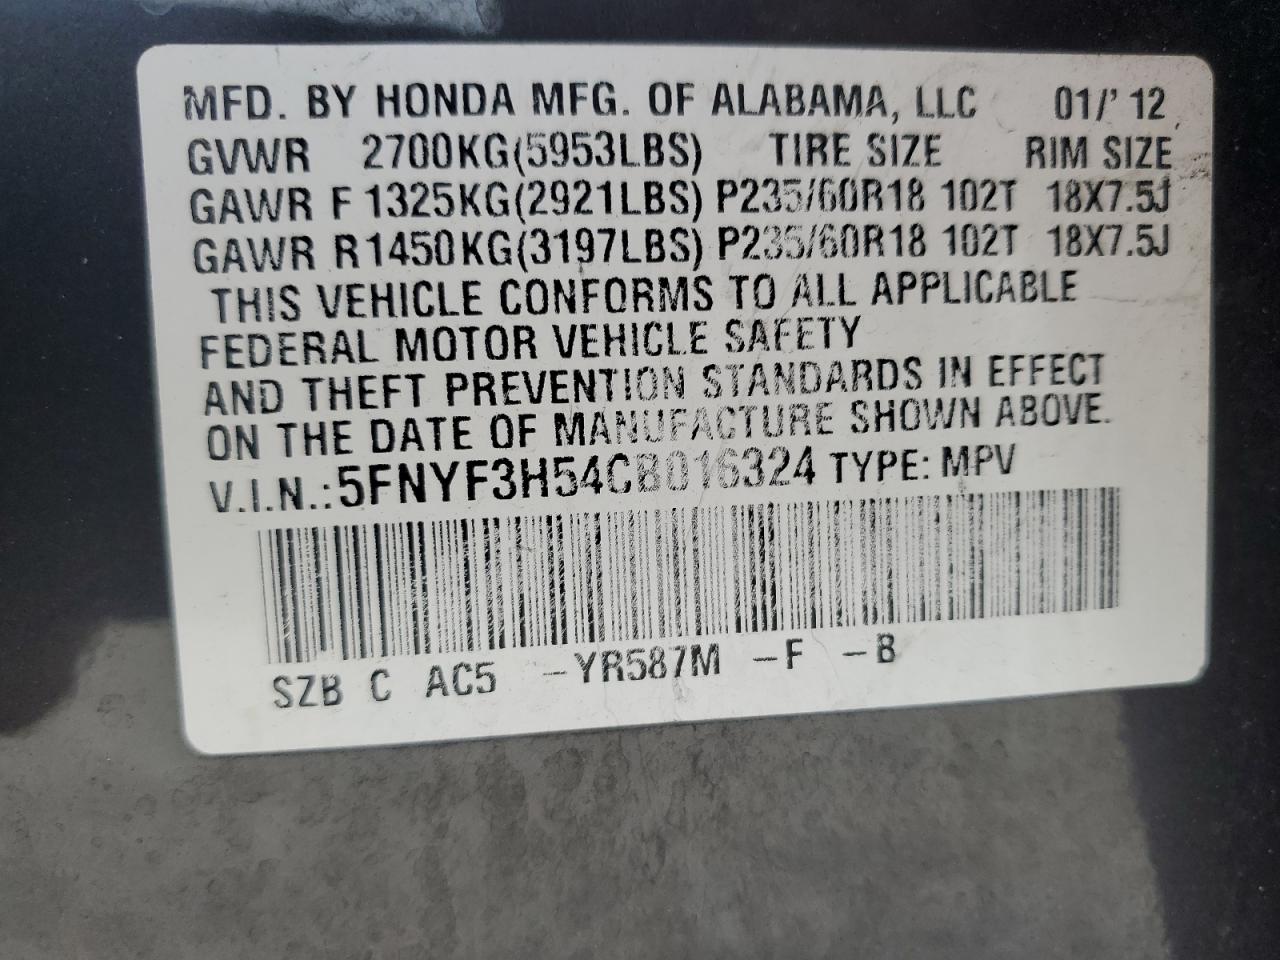 MFD. BY HONDA MFG. OF ALABAMA, LLC 01/' 12
GVWR 2700KG(5953LBS) TIRE SIZE RIM SIZE
GAWR F 1325KG(2921LBS) P235/60R18 102T 18X7.5J
GAWR R 1450KG(3197LBS) P235/60R18 102T 18X7.5J
THIS VEHICLE CONFORMS TO ALL APPLICABLE
FEDERAL MOTOR VEHICLE SAFETY
AND THEFT PREVENTION STANDARDS IN EFFECT
ON THE DATE OF MANUFACTURE SHOWN ABOVE.
V.I.N.: 5FNYF3H54CB016324 TYPE: MPV
SZB C AC5 -YR587M -F -B